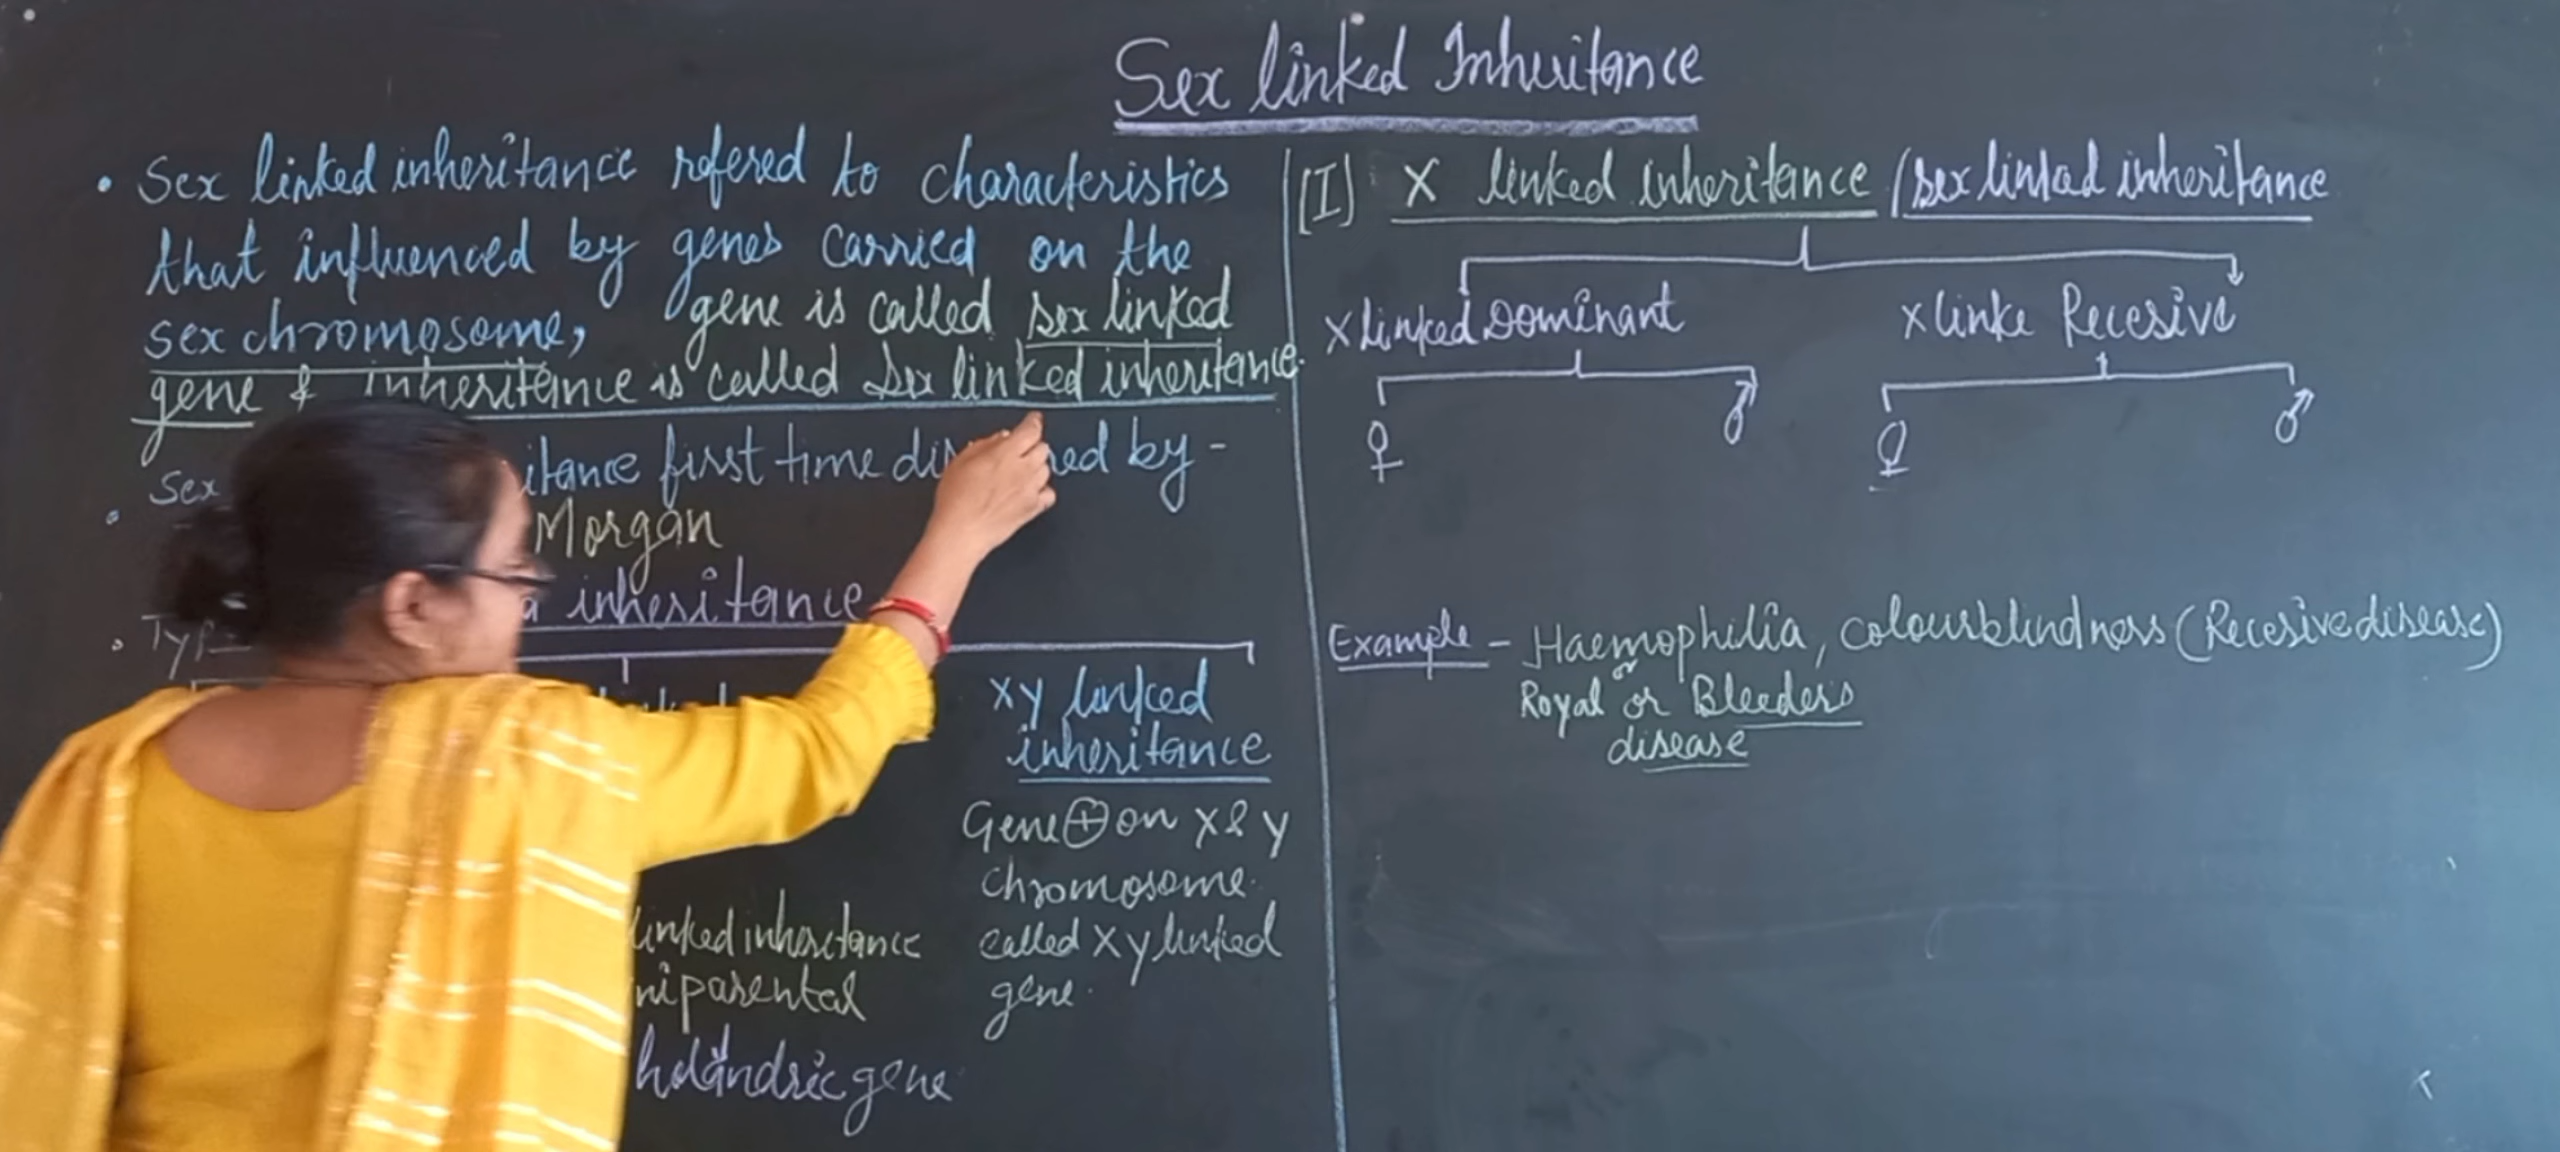 Sex linked Inheritance
• Sex linked inheritance refered to characteristics
that influenced by genes carried on the
sex chromosome, gene is called sex linked
gene & inheritance is called Sex linked inheritance.
• Sex itance first time by -
Morgan
• inheritance
xy linked
inheritance
Gene ⊕ on x & y
chromosome.
called xy linked
gene.
linked inheritance
holandric gene
[I] X linked inheritance (sex linked inheritance
X linked Dominant x linke Recesive
♀ ♂ ♀ ♂
Example - Haemophilia, colourblindness (Recesive disease)
or
Royal or Bleeders
disease